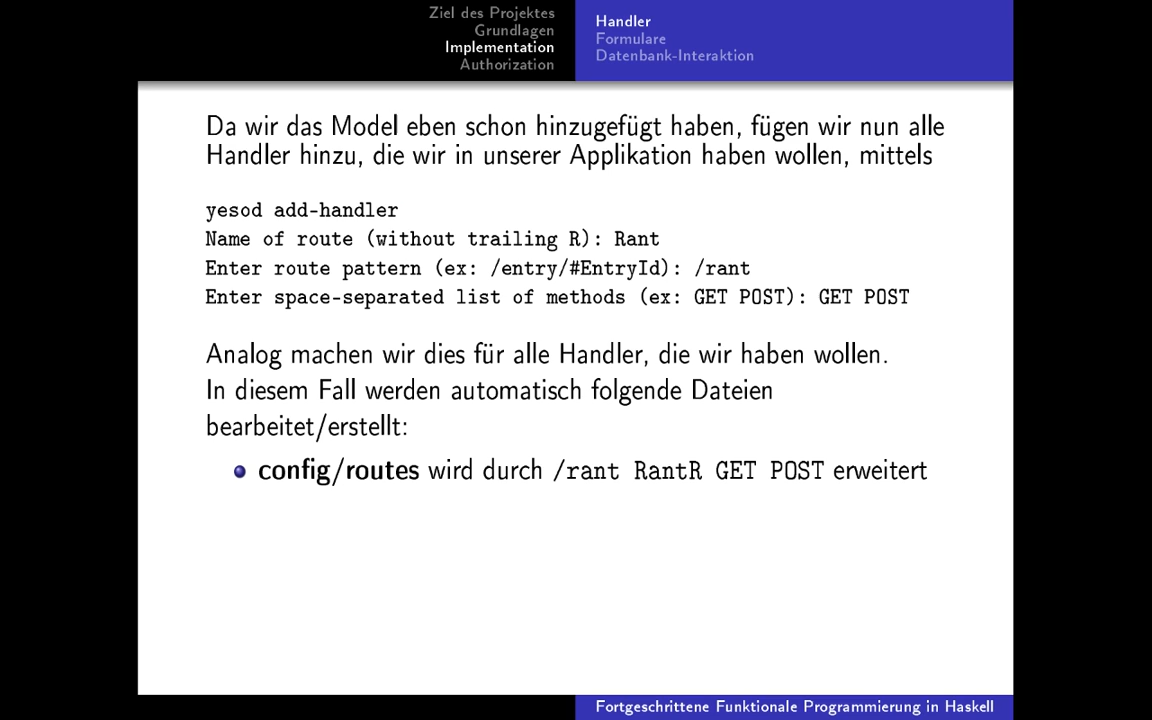 Ziel des Projektes
Grundlagen
Implementation
Authorization
Handler
Formulare
Datenbank-Interaktion
Da wir das Model eben schon hinzugefügt haben, fügen wir nun alle
Handler hinzu, die wir in unserer Applikation haben wollen, mittels
yesod add-handler
Name of route (without trailing R): Rant
Enter route pattern (ex: /entry/#EntryId): /rant
Enter space-separated list of methods (ex: GET POST): GET POST
Analog machen wir dies für alle Handler, die wir haben wollen.
In diesem Fall werden automatisch folgende Dateien
bearbeitet/erstellt:
config/routes wird durch /rant RantR GET POST erweitert
Fortgeschrittene Funktionale Programmierung in Haskell